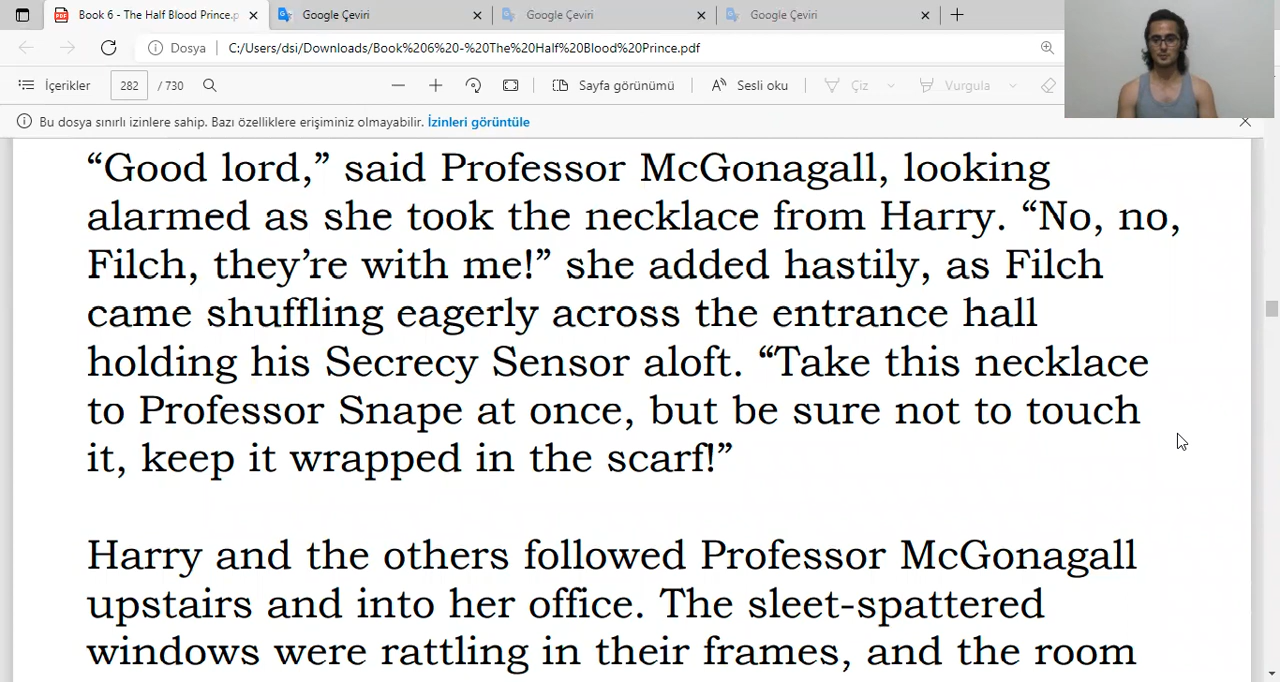 Book 6 - The Half Blood Prince.p
Google Çeviri
Google Çeviri
Google Çeviri
Dosya
C:/Users/dsi/Downloads/Book%206%20-%20The%20Half%20Blood%20Prince.pdf
İçerikler
282
/ 730
Sayfa görünümü
Sesli oku
Çiz
Vurgula
Bu dosya sınırlı izinlere sahip. Bazı özelliklere erişiminiz olmayabilir. İzinleri görüntüle
“Good lord,” said Professor McGonagall, looking
alarmed as she took the necklace from Harry. “No, no,
Filch, they’re with me!” she added hastily, as Filch
came shuffling eagerly across the entrance hall
holding his Secrecy Sensor aloft. “Take this necklace
to Professor Snape at once, but be sure not to touch
it, keep it wrapped in the scarf!”
Harry and the others followed Professor McGonagall
upstairs and into her office. The sleet-spattered
windows were rattling in their frames, and the room